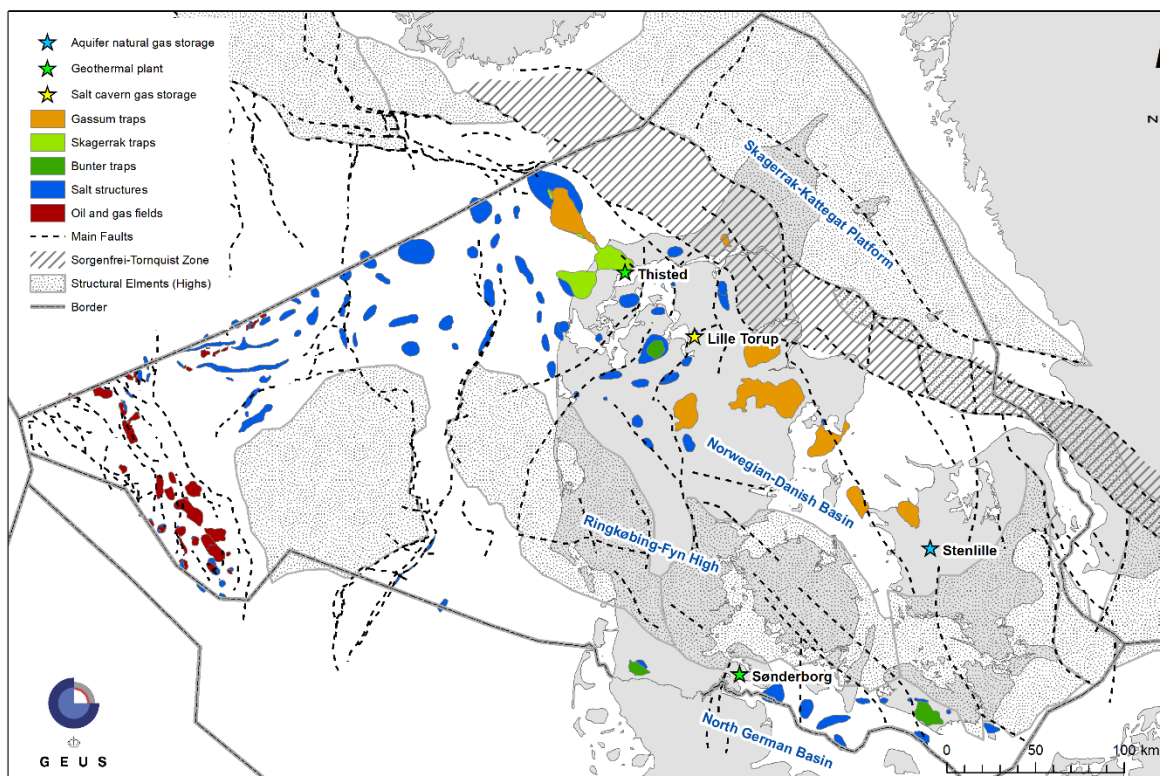 Aquifer natural gas storage
Geothermal plant
Salt cavern gas storage
Gassum traps
Skagerrak traps
Bunter traps
Salt structures
Oil and gas fields
Main Faults
Sorgenfrei-Tornquist Zone
Structural Elments (Highs)
Border
N
Skagerrak-Kattegat Platform
Thisted
Lille Torup
Norwegian-Danish Basin
Ringkøbing-Fyn High
Stenlille
Sønderborg
North German Basin
0 50 100 km
G E U S